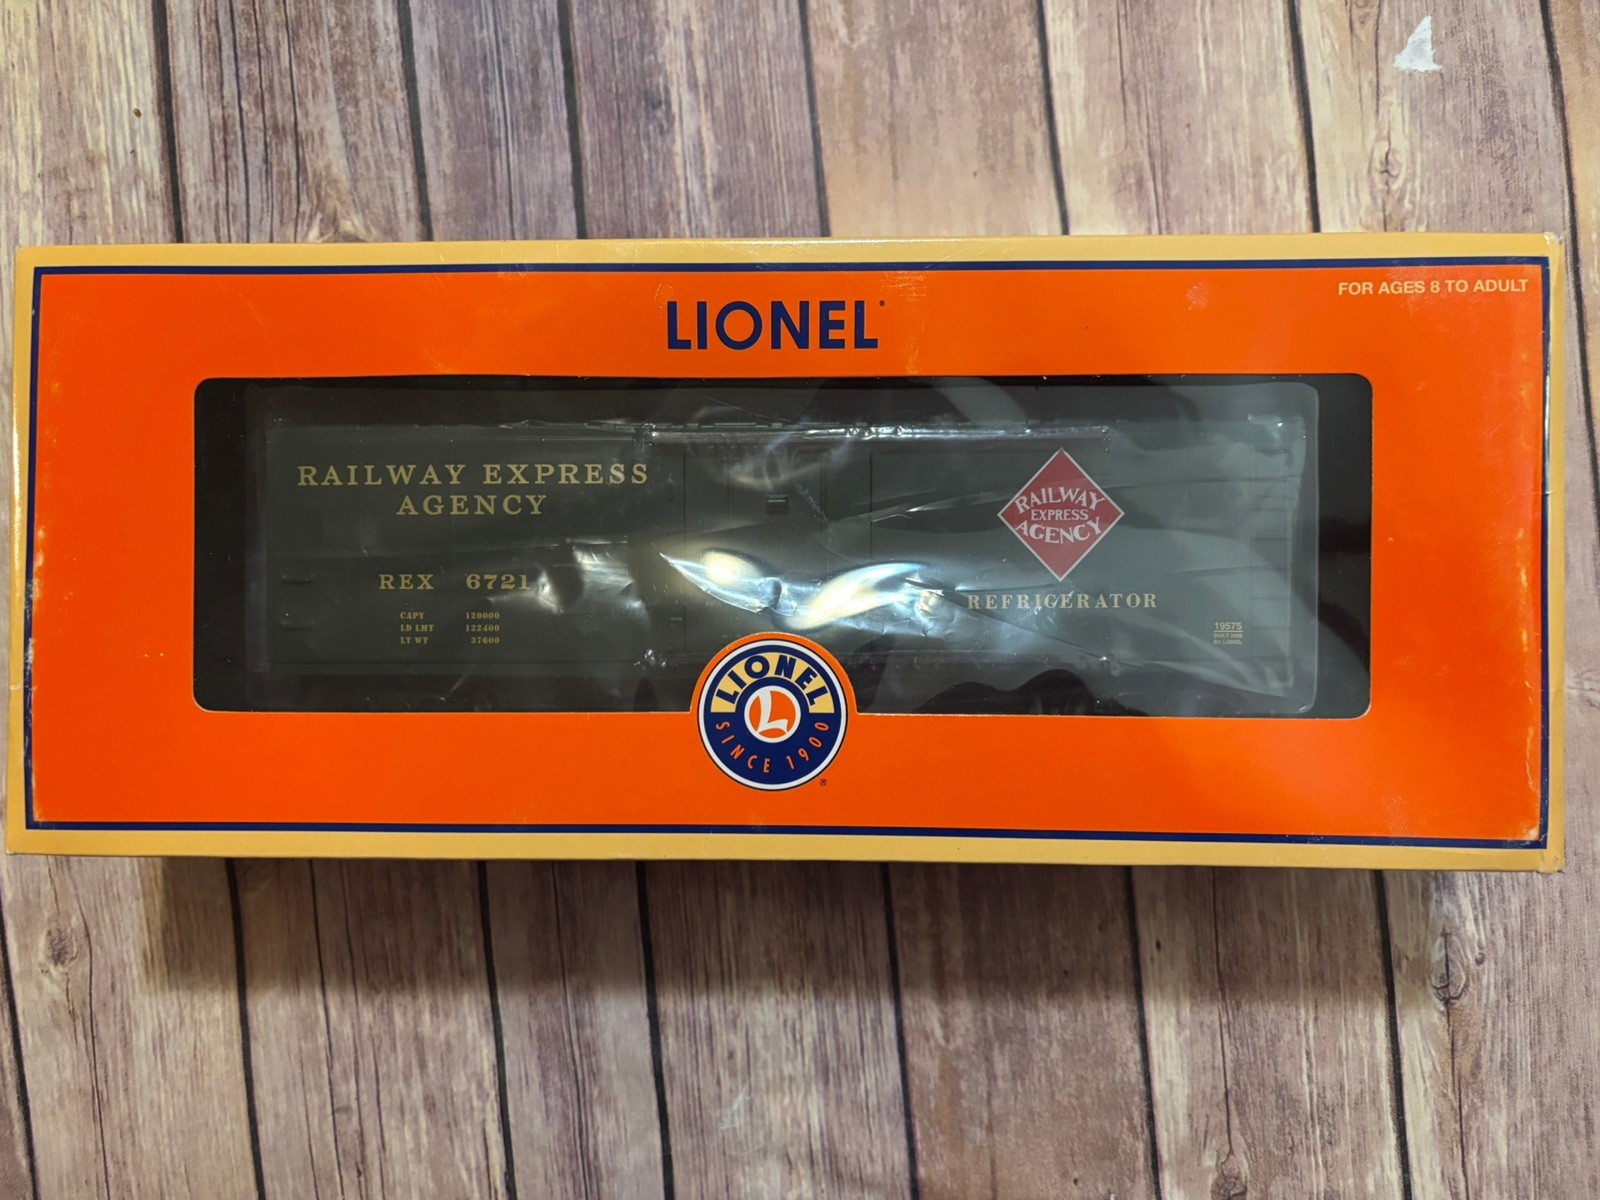 LIONEL
FOR AGES 8 TO ADULT
RAILWAY EXPRESS
AGENCY
REX 6721
CAPY 120000
LD LMT 122400
LT WT 37600
RAILWAY
EXPRESS
AGENCY
REFRIGERATOR
19575
BY LIONEL
LIONEL
L
SINCE 1900